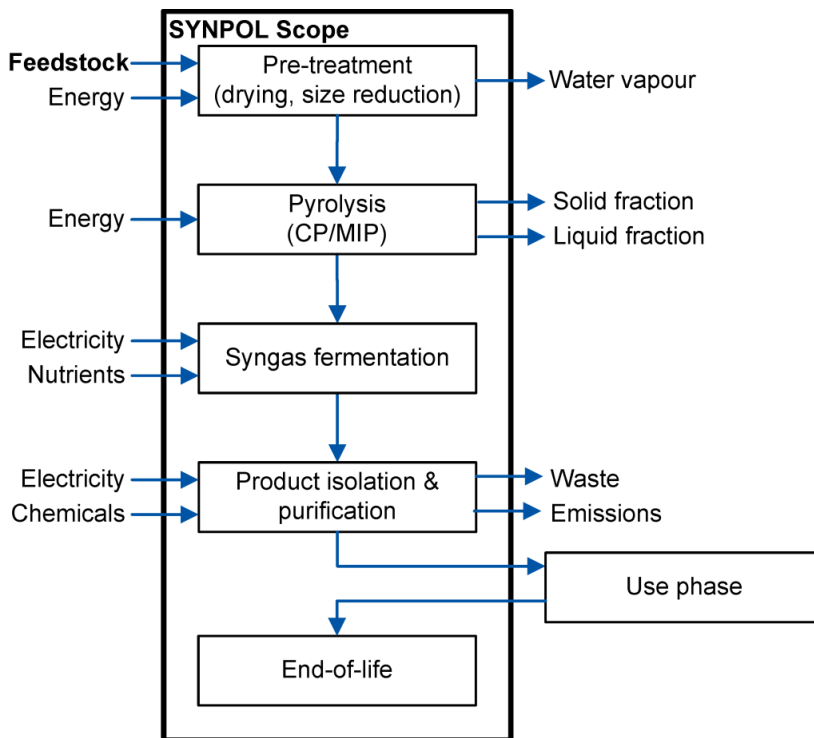 SYNPOL Scope
Feedstock
Energy
Pre-treatment
(drying, size reduction)
Water vapour
Energy
Pyrolysis
(CP/MIP)
Solid fraction
Liquid fraction
Electricity
Nutrients
Syngas fermentation
Electricity
Chemicals
Product isolation &
purification
Waste
Emissions
Use phase
End-of-life